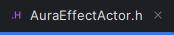 .H AuraEffectActor.h ×